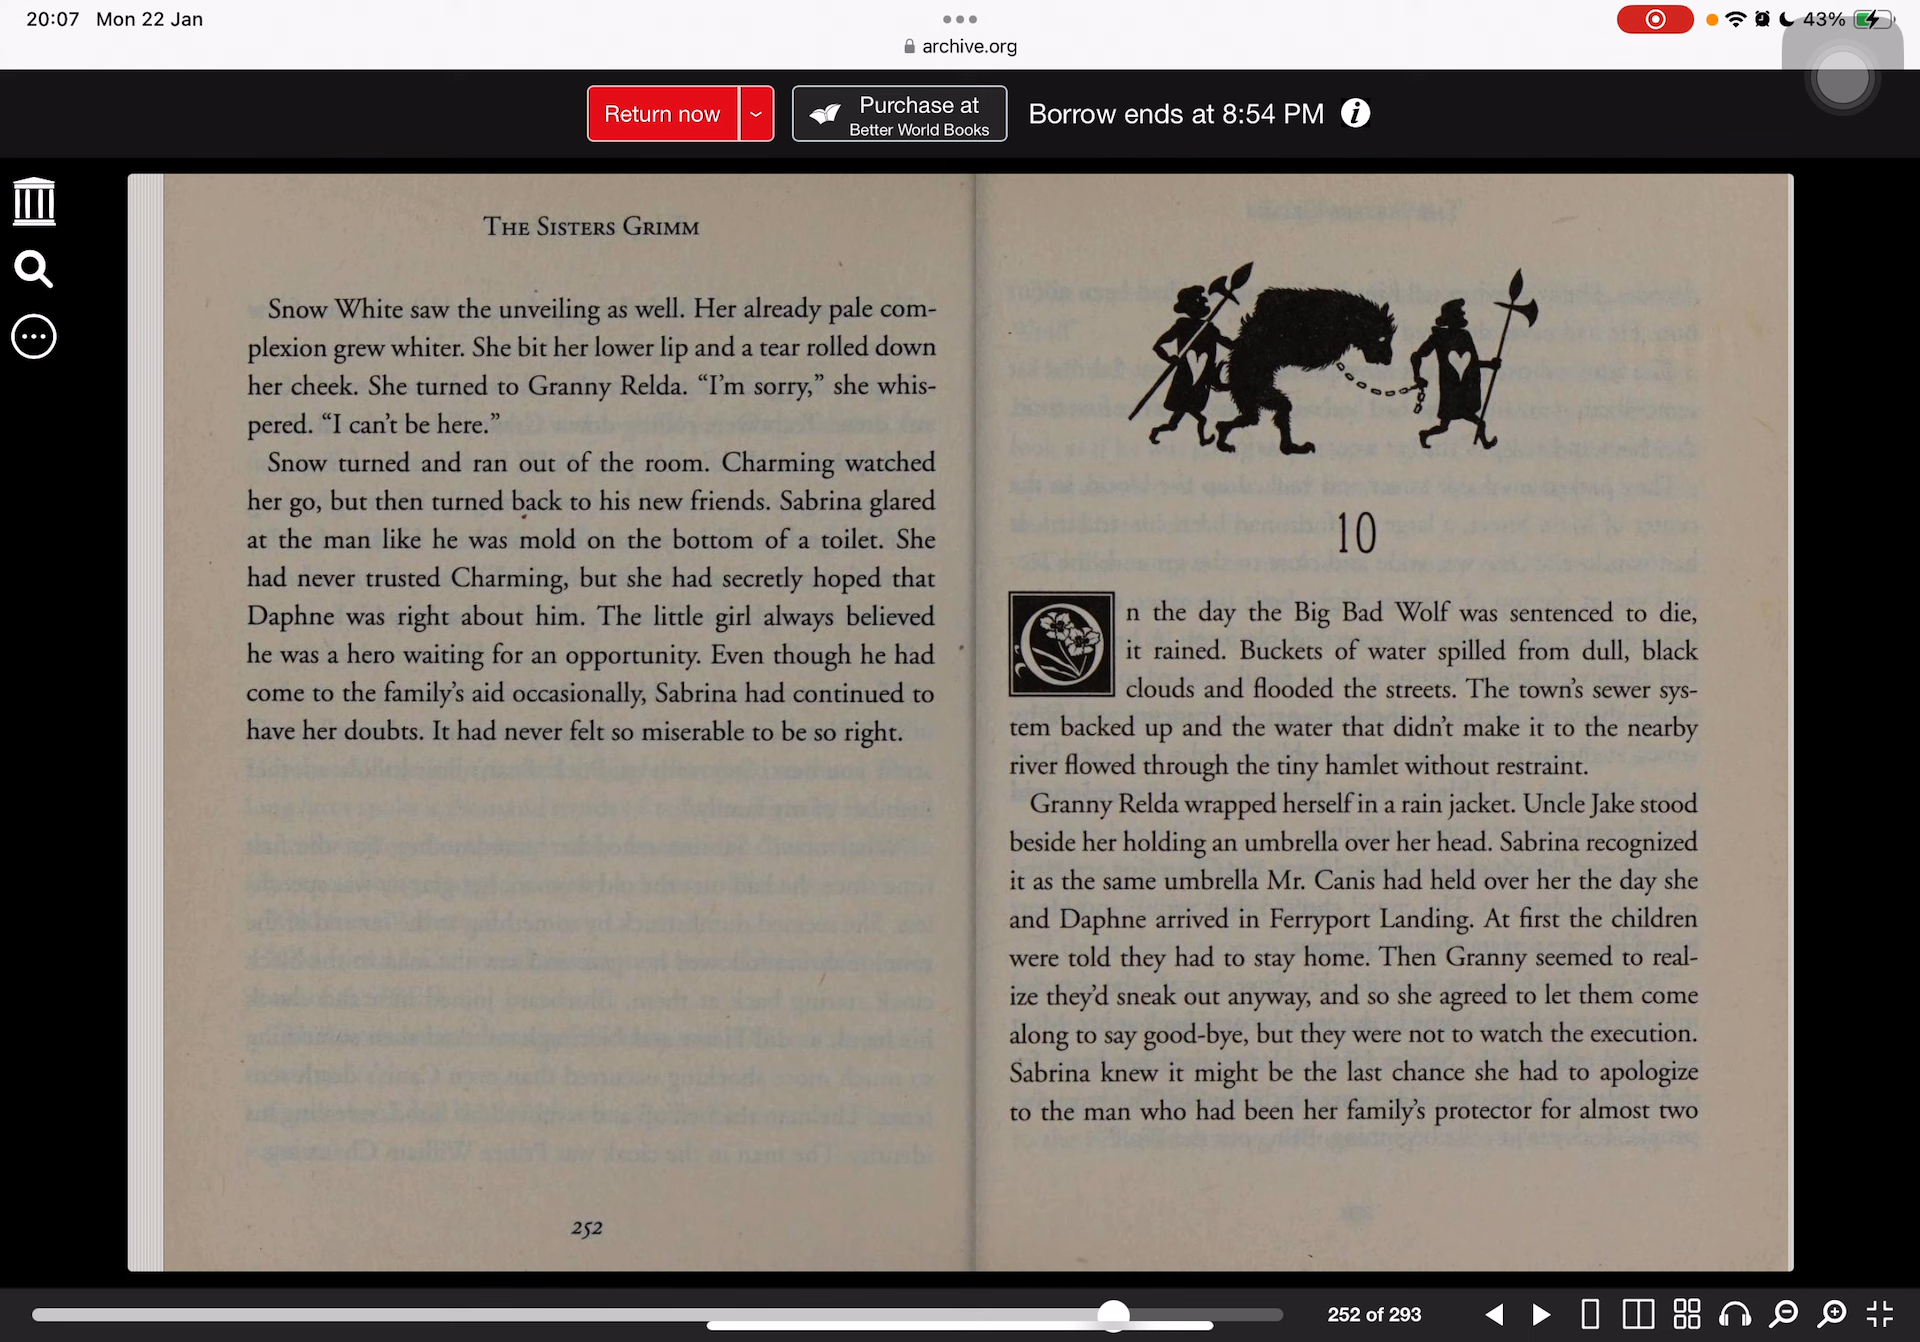 20:07 Mon 22 Jan
43%
archive.org
Return now
Purchase at
Better World Books
Borrow ends at 8:54 PM
THE SISTERS GRIMM
Snow White saw the unveiling as well. Her already pale com-
plexion grew whiter. She bit her lower lip and a tear rolled down
her cheek. She turned to Granny Relda. “I’m sorry,” she whis-
pered. “I can’t be here.”
Snow turned and ran out of the room. Charming watched
her go, but then turned back to his new friends. Sabrina glared
at the man like he was mold on the bottom of a toilet. She
had never trusted Charming, but she had secretly hoped that
Daphne was right about him. The little girl always believed
he was a hero waiting for an opportunity. Even though he had
come to the family’s aid occasionally, Sabrina had continued to
have her doubts. It had never felt so miserable to be so right.
252
10
On the day the Big Bad Wolf was sentenced to die,
it rained. Buckets of water spilled from dull, black
clouds and flooded the streets. The town’s sewer sys-
tem backed up and the water that didn’t make it to the nearby
river flowed through the tiny hamlet without restraint.
Granny Relda wrapped herself in a rain jacket. Uncle Jake stood
beside her holding an umbrella over her head. Sabrina recognized
it as the same umbrella Mr. Canis had held over her the day she
and Daphne arrived in Ferryport Landing. At first the children
were told they had to stay home. Then Granny seemed to real-
ize they’d sneak out anyway, and so she agreed to let them come
along to say good-bye, but they were not to watch the execution.
Sabrina knew it might be the last chance she had to apologize
to the man who had been her family’s protector for almost two
252 of 293